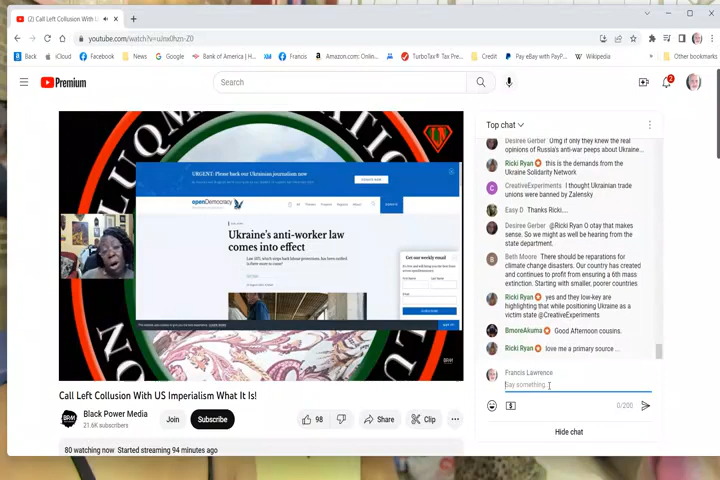 (2) Call Left Collusion With U
youtube.com/watch?v=uJnx0hzn-Z0
Back iCloud Facebook News Google Bank of America | H... Francis Amazon.com: Onlin... TurboTax® Tax Pre... Credit Pay eBay with PayP... Wikipedia » Other bookmarks
Premium
Search
2
URGENT: Please back our Ukrainian journalism now
DONATE NOW
openDemocracy
DONATE
Ukraine's anti-worker law
comes into effect
Get our weekly email
SUBSCRIBE
BRM
Top chat
Desiree Gerber Omg if only they knew the real
opinions of Russia's anti-war peeps about Ukraine...
Ricki Ryan this is the demands from the
Ukraine Solidarity Network
CreativeExperiments I thought Ukrainian trade
unions were banned by Zalensky
Easy D Thanks Ricki....
Desiree Gerber @Ricki Ryan O otay that makes
sense. So we might as well be hearing from the
state department.
Beth Moore There should be reparations for
climate change disasters. Our country has created
and continues to profit from ensuring a 6th mass
extinction. Starting with smaller, poorer countries
Ricki Ryan yes and they low-key are
highlighting that while positioning Ukraine as a
victim state @CreativeExperiments
BmoreAkuma Good Afternoon cousins.
Ricki Ryan love me a primary source ...
Francis Lawrence
Say something...
0/200
Hide chat
Call Left Collusion With US Imperialism What It Is!
Black Power Media
21.6K subscribers
Join Subscribe 98 Share Clip ...
80 watching now Started streaming 94 minutes ago